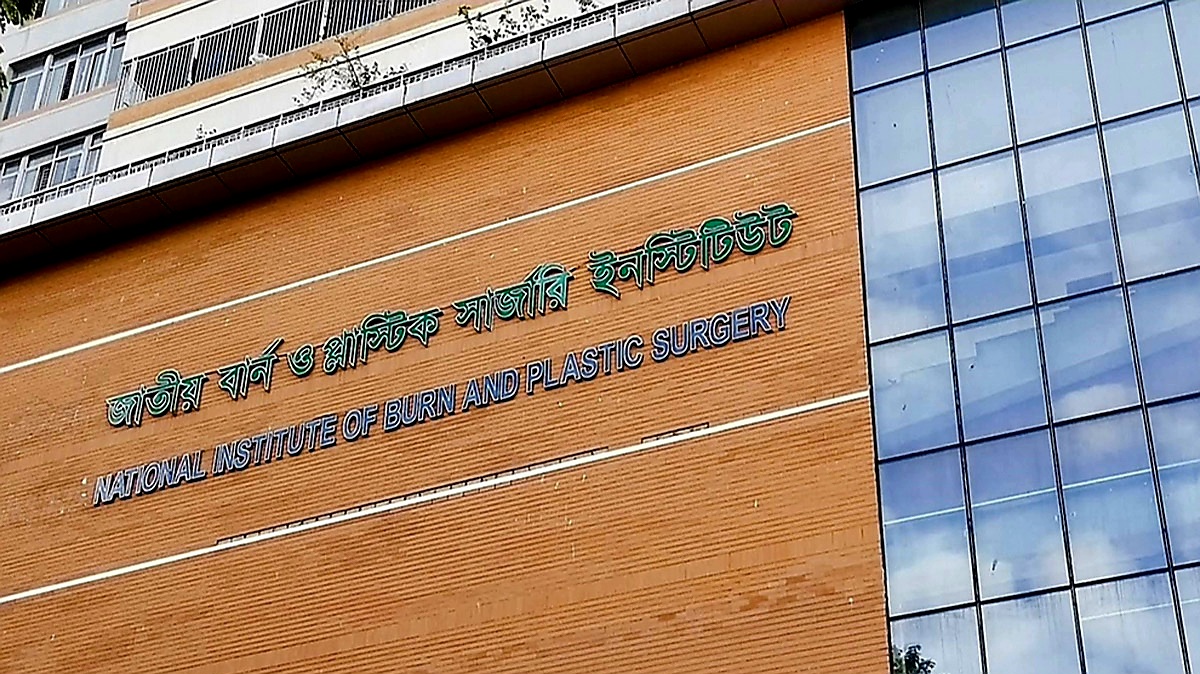 জাতীয় বার্ন ও প্লাস্টিক সার্জারি ইনস্টিটিউট
NATIONAL INSTITUTE OF BURN AND PLASTIC SURGERY